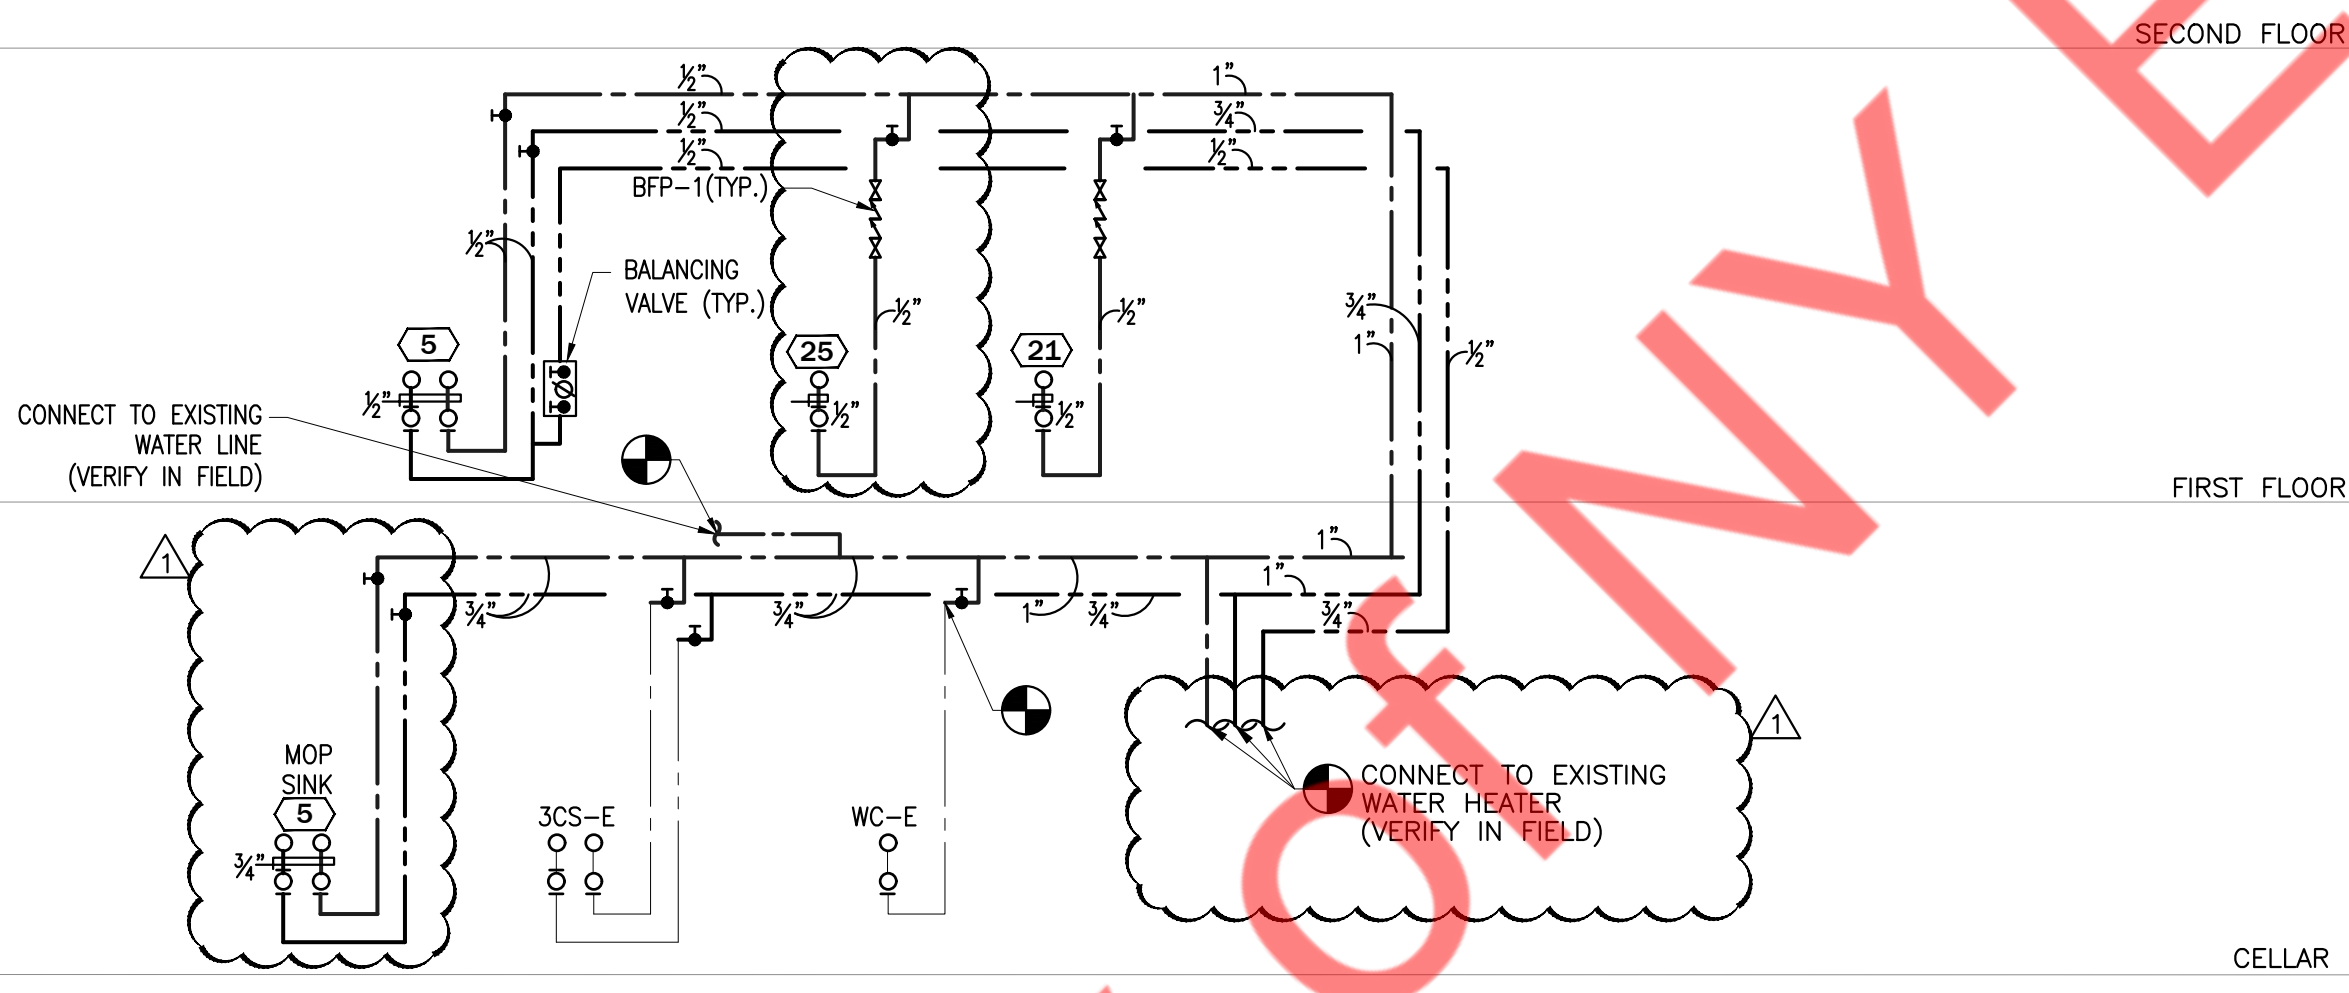 SECOND FLOOR
½"
1"
½"
¾"
½"
½"
BFP-1(TYP.)
½"
BALANCING
VALVE (TYP.)
½"
½"
¾"
1"
½"
5
25
21
½"
½"
½"
CONNECT TO EXISTING
WATER LINE
(VERIFY IN FIELD)
FIRST FLOOR
1
1"
1"
¾"
¾"
1"
¾"
¾"
1
MOP
SINK
5
¾"
3CS-E
WC-E
CONNECT TO EXISTING
WATER HEATER
(VERIFY IN FIELD)
CELLAR
of NY E